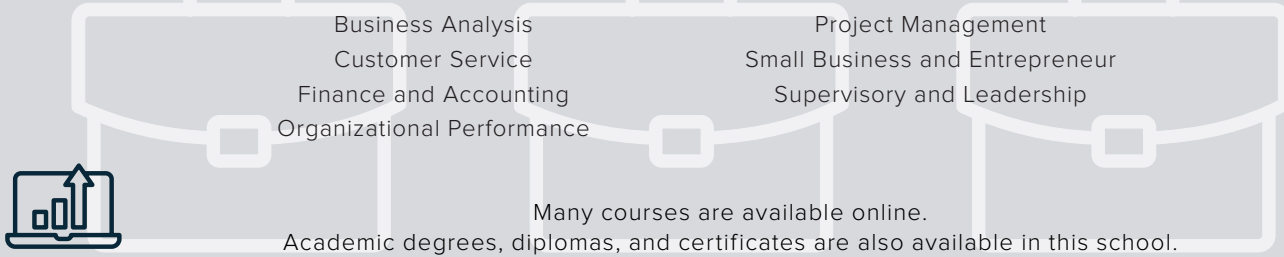 Business Analysis
Customer Service
Finance and Accounting
Organizational Performance
Project Management
Small Business and Entrepreneur
Supervisory and Leadership
Many courses are available online.
Academic degrees, diplomas, and certificates are also available in this school.